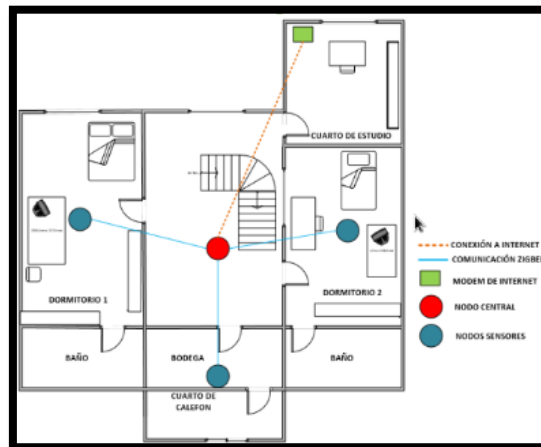 CUARTO DE ESTUDIO
DORMITORIO 1
DORMITORIO 2
BAÑO
BODEGA
BAÑO
CUARTO DE
CALEFON
CONEXIÓN A INTERNET
COMUNICACIÓN ZIGBEE
MODEM DE INTERNET
NODO CENTRAL
NODOS SENSORES